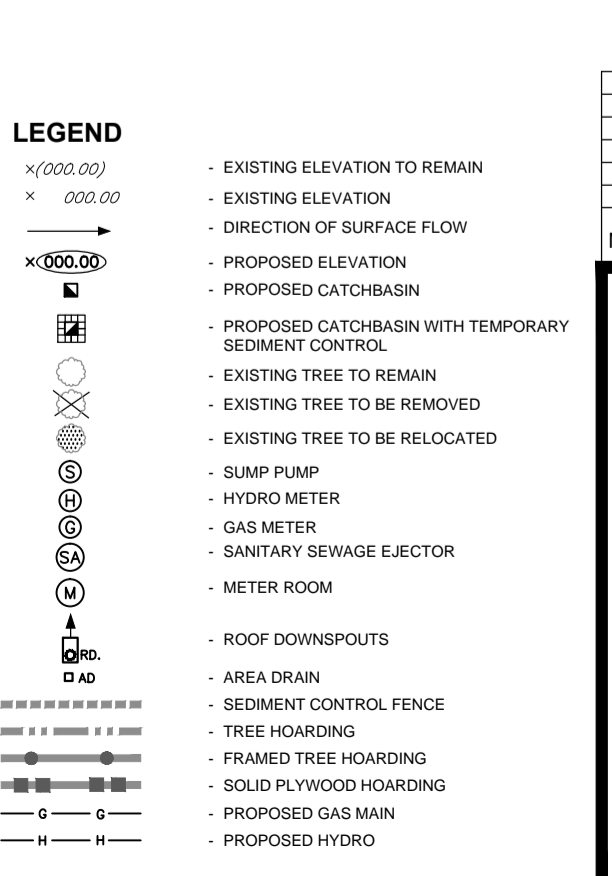 LEGEND
×(000.00) - EXISTING ELEVATION TO REMAIN
× 000.00 - EXISTING ELEVATION
- DIRECTION OF SURFACE FLOW
×000.00 - PROPOSED ELEVATION
- PROPOSED CATCHBASIN
- PROPOSED CATCHBASIN WITH TEMPORARY
SEDIMENT CONTROL
- EXISTING TREE TO REMAIN
- EXISTING TREE TO BE REMOVED
- EXISTING TREE TO BE RELOCATED
S - SUMP PUMP
H - HYDRO METER
G - GAS METER
SA - SANITARY SEWAGE EJECTOR
M - METER ROOM
RD. - ROOF DOWNSPOUTS
AD - AREA DRAIN
- SEDIMENT CONTROL FENCE
- TREE HOARDING
- FRAMED TREE HOARDING
- SOLID PLYWOOD HOARDING
G G - PROPOSED GAS MAIN
H H - PROPOSED HYDRO